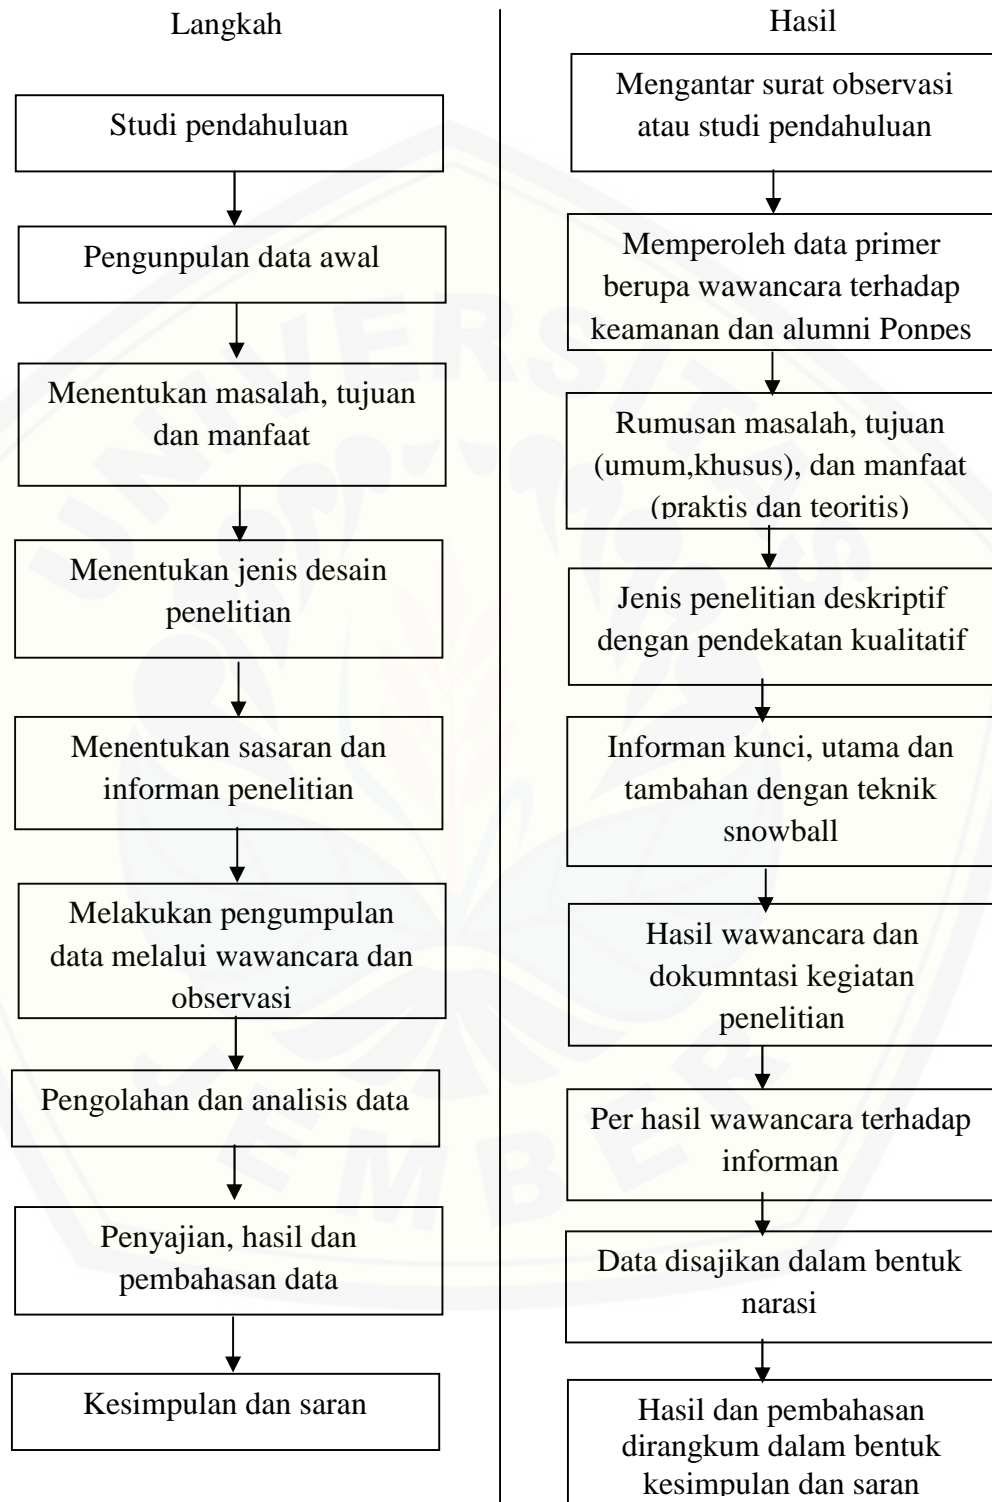 Langkah
Studi pendahuluan
Pengunpulan data awal
Menentukan masalah, tujuan
dan manfaat
Menentukan jenis desain
penelitian
Menentukan sasaran dan
informan penelitian
Melakukan pengumpulan
data melalui wawancara dan
observasi
Pengolahan dan analisis data
Penyajian, hasil dan
pembahasan data
Kesimpulan dan saran
Hasil
Mengantar surat observasi
atau studi pendahuluan
Memperoleh data primer
berupa wawancara terhadap
keamanan dan alumni Ponpes
Rumusan masalah, tujuan
(umum,khusus), dan manfaat
(praktis dan teoritis)
Jenis penelitian deskriptif
dengan pendekatan kualitatif
Informan kunci, utama dan
tambahan dengan teknik
snowball
Hasil wawancara dan
dokumntasi kegiatan
penelitian
Per hasil wawancara terhadap
informan
Data disajikan dalam bentuk
narasi
Hasil dan pembahasan
dirangkum dalam bentuk
kesimpulan dan saran
UNIVERSITAS
JEMBER